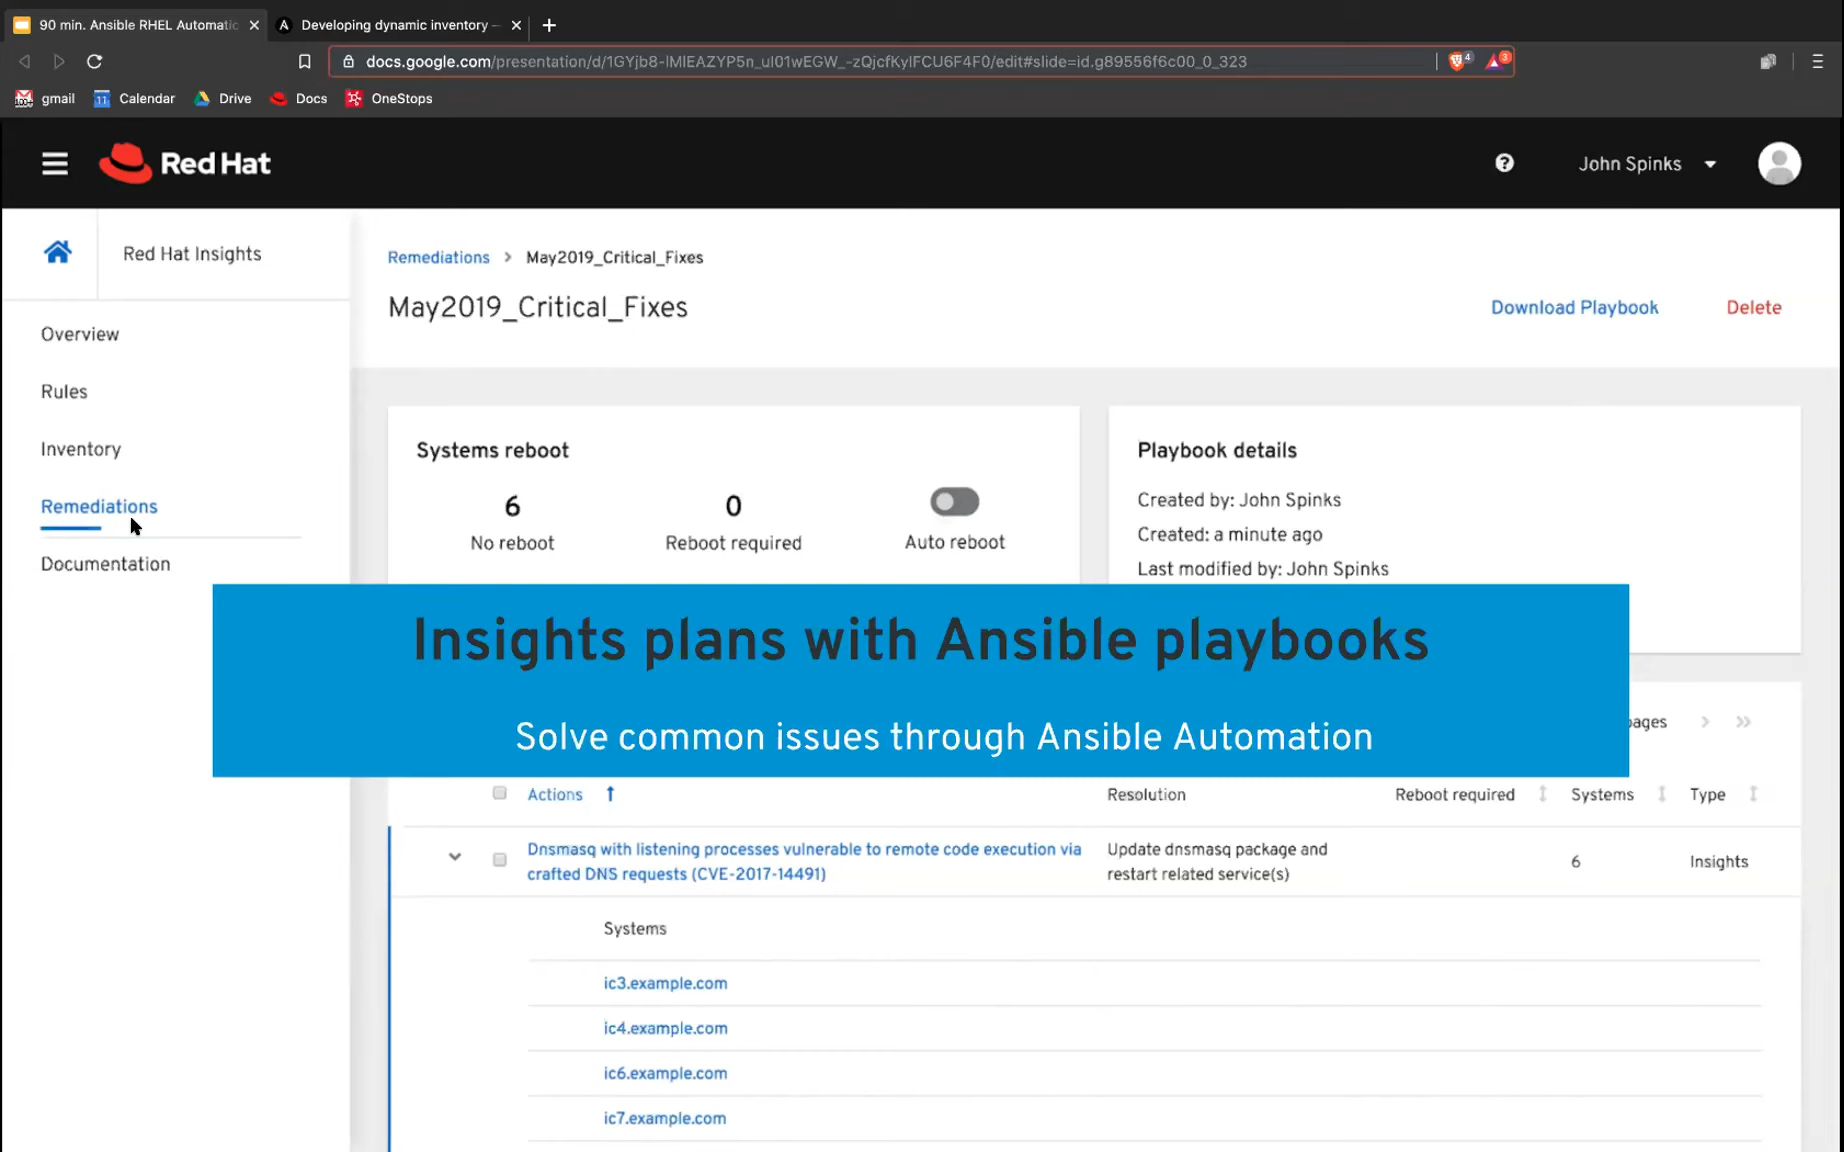 90 min. Ansible RHEL Automatic
Developing dynamic inventory —
docs.google.com/presentation/d/1GYjb8-lMlEAZYP5n_ul01wEGW_-zQjcfKylFCU6F4F0/edit#slide=id.g89556f6c00_0_323
4
3
100+ gmail
11 Calendar
Drive
Docs
OneStops
Red Hat
John Spinks
Red Hat Insights
Overview
Rules
Inventory
Remediations
Documentation
Remediations > May2019_Critical_Fixes
May2019_Critical_Fixes
Download Playbook
Delete
Systems reboot
6
0
No reboot
Reboot required
Auto reboot
Playbook details
Created by: John Spinks
Created: a minute ago
Last modified by: John Spinks
Insights plans with Ansible playbooks
Solve common issues through Ansible Automation
pages
Actions
Resolution
Reboot required
Systems
Type
Dnsmasq with listening processes vulnerable to remote code execution via
crafted DNS requests (CVE-2017-14491)
Update dnsmasq package and
restart related service(s)
6
Insights
Systems
ic3.example.com
ic4.example.com
ic6.example.com
ic7.example.com